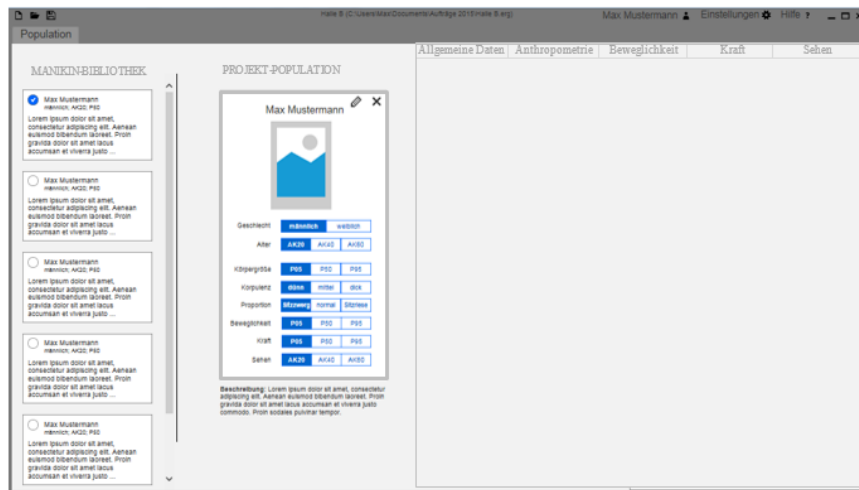 Halle B (C:\Users\Max\Documents\Aufträge 2015\Halle B.erg)
Max Mustermann
Einstellungen
Hilfe ?
Population
Allgemeine Daten
Anthropometrie
Beweglichkeit
Kraft
Sehen
MANIKIN-BIBLIOTHEK
Max Mustermann
männlich; AK20; P50
Lorem ipsum dolor sit amet,
consectetur adipiscing elit. Aenean
euismod bibendum laoreet. Proin
gravida dolor sit amet lacus
accumsan et viverra justo ...
Max Mustermann
männlich; AK20; P50
Lorem ipsum dolor sit amet,
consectetur adipiscing elit. Aenean
euismod bibendum laoreet. Proin
gravida dolor sit amet lacus
accumsan et viverra justo ...
Max Mustermann
männlich; AK20; P50
Lorem ipsum dolor sit amet,
consectetur adipiscing elit. Aenean
euismod bibendum laoreet. Proin
gravida dolor sit amet lacus
accumsan et viverra justo ...
Max Mustermann
männlich; AK20; P50
Lorem ipsum dolor sit amet,
consectetur adipiscing elit. Aenean
euismod bibendum laoreet. Proin
gravida dolor sit amet lacus
accumsan et viverra justo ...
Max Mustermann
männlich; AK20; P50
Lorem ipsum dolor sit amet,
consectetur adipiscing elit. Aenean
euismod bibendum laoreet. Proin
gravida dolor sit amet lacus
accumsan et viverra justo ...
PROJEKT-POPULATION
Max Mustermann
Geschlecht männlich weiblich
Alter AK20 AK40 AK60
Körpergröße P05 P50 P95
Korpulenz dünn mittel dick
Proportion Sitzzwerg normal Sitzriese
Beweglichkeit P05 P50 P95
Kraft P05 P50 P95
Sehen AK20 AK40 AK60
Beschreibung: Lorem ipsum dolor sit amet, consectetur
adipiscing elit. Aenean euismod bibendum laoreet. Proin
gravida dolor sit amet lacus accumsan et viverra justo
commodo. Proin sodales pulvinar tempor.